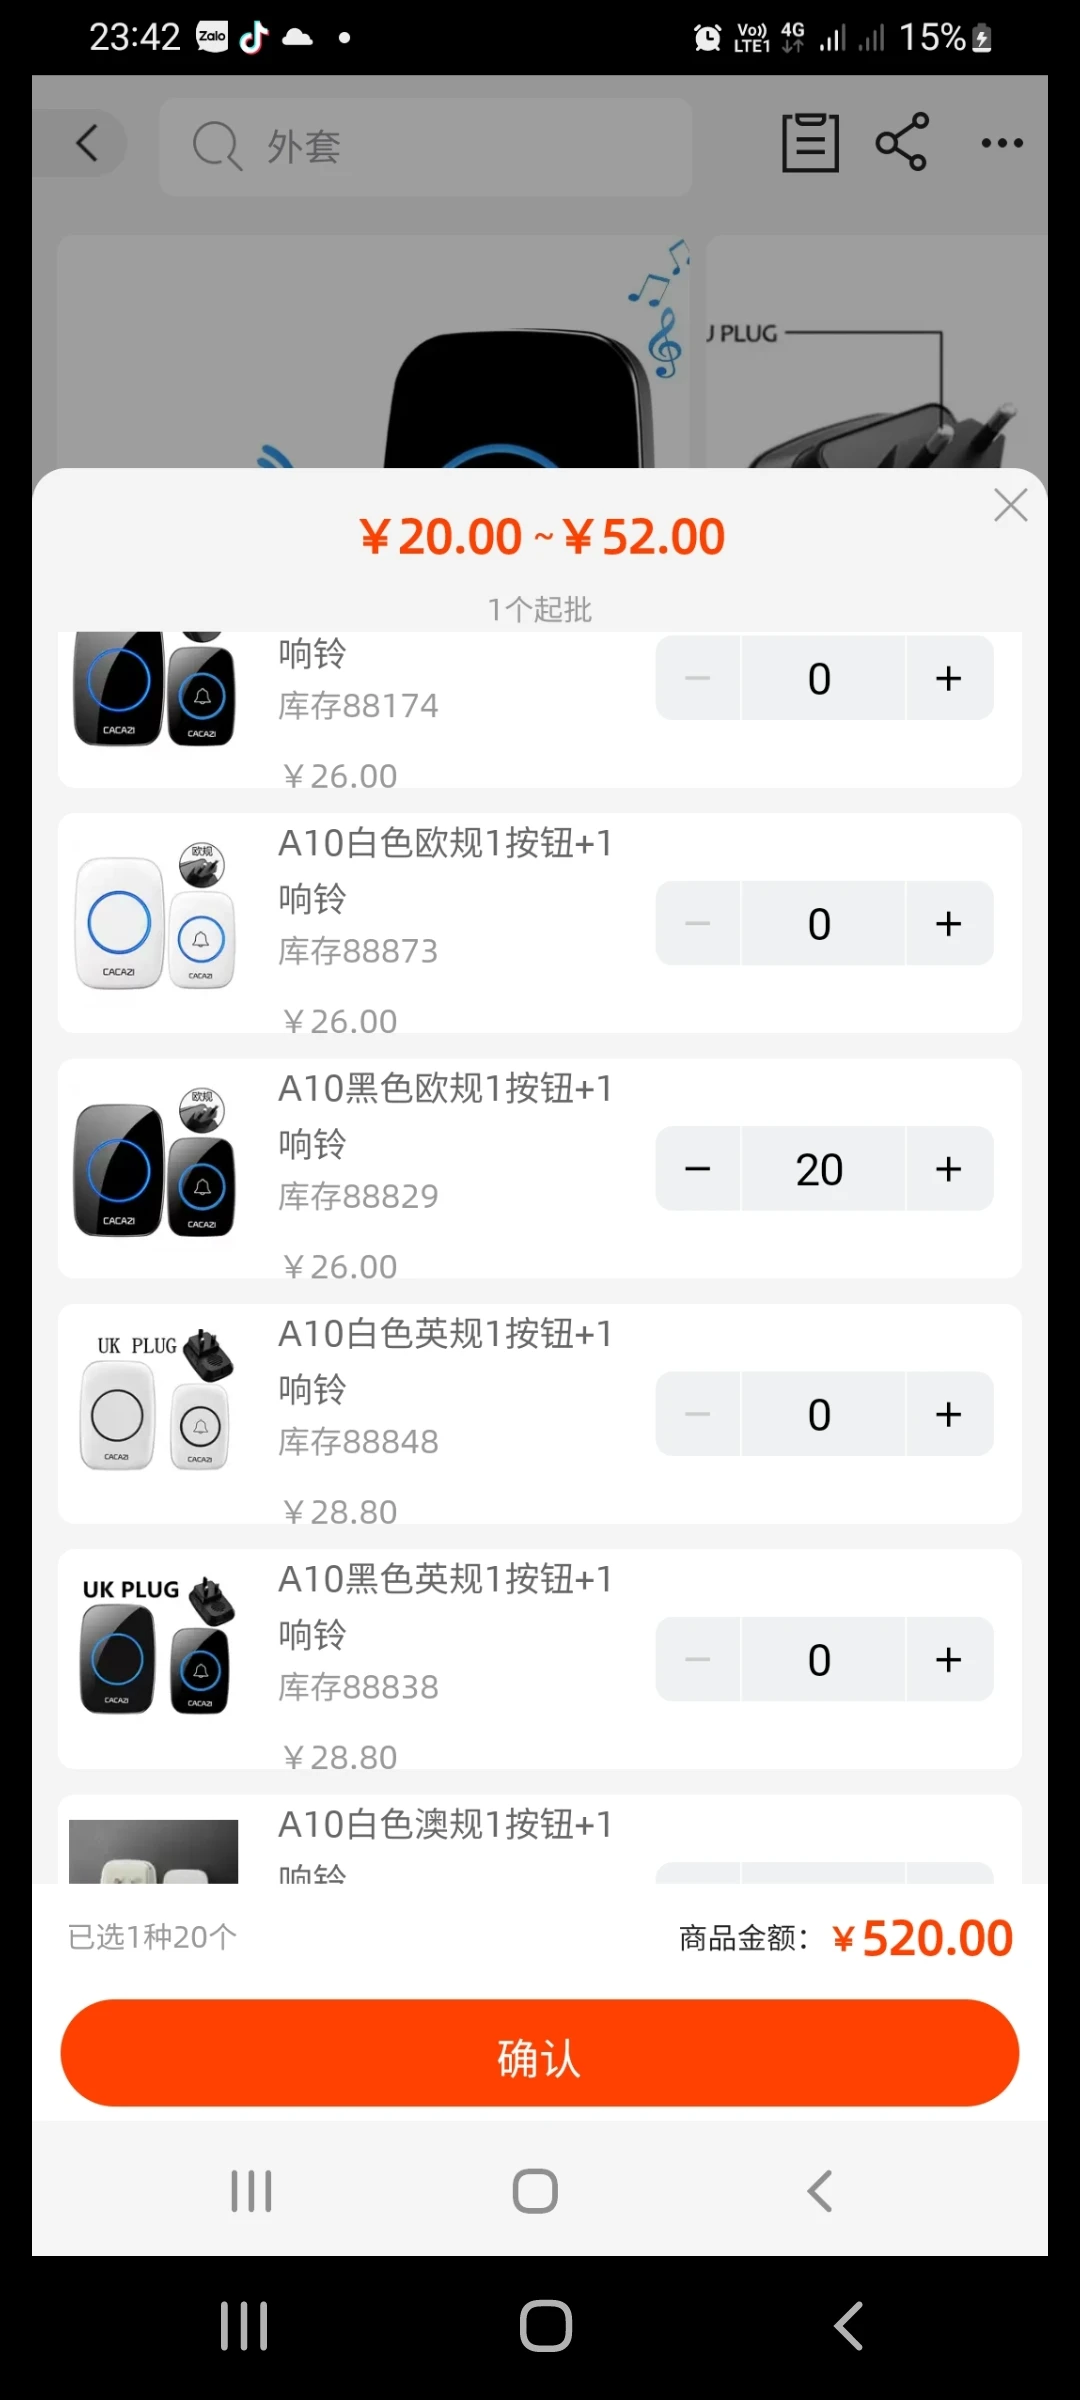 23:42 Zalo Vo)) LTE1 4G 15%
外套
PLUG
¥20.00 ~ ¥52.00
1个起批
响铃
0
库存88174
CACAZI CACAZI
¥26.00
A10白色欧规1按钮+1
欧规
响铃
0
库存88873
CACAZI CACAZI
¥26.00
A10黑色欧规1按钮+1
欧规
响铃
20
库存88829
CACAZI CACAZI
¥26.00
A10白色英规1按钮+1
UK PLUG
响铃
0
库存88848
CACAZI CACAZI
¥28.80
A10黑色英规1按钮+1
UK PLUG
响铃
0
库存88838
CACAZI CACAZI
¥28.80
A10白色澳规1按钮+1
响铃
已选1种20个 商品金额：¥520.00
确认